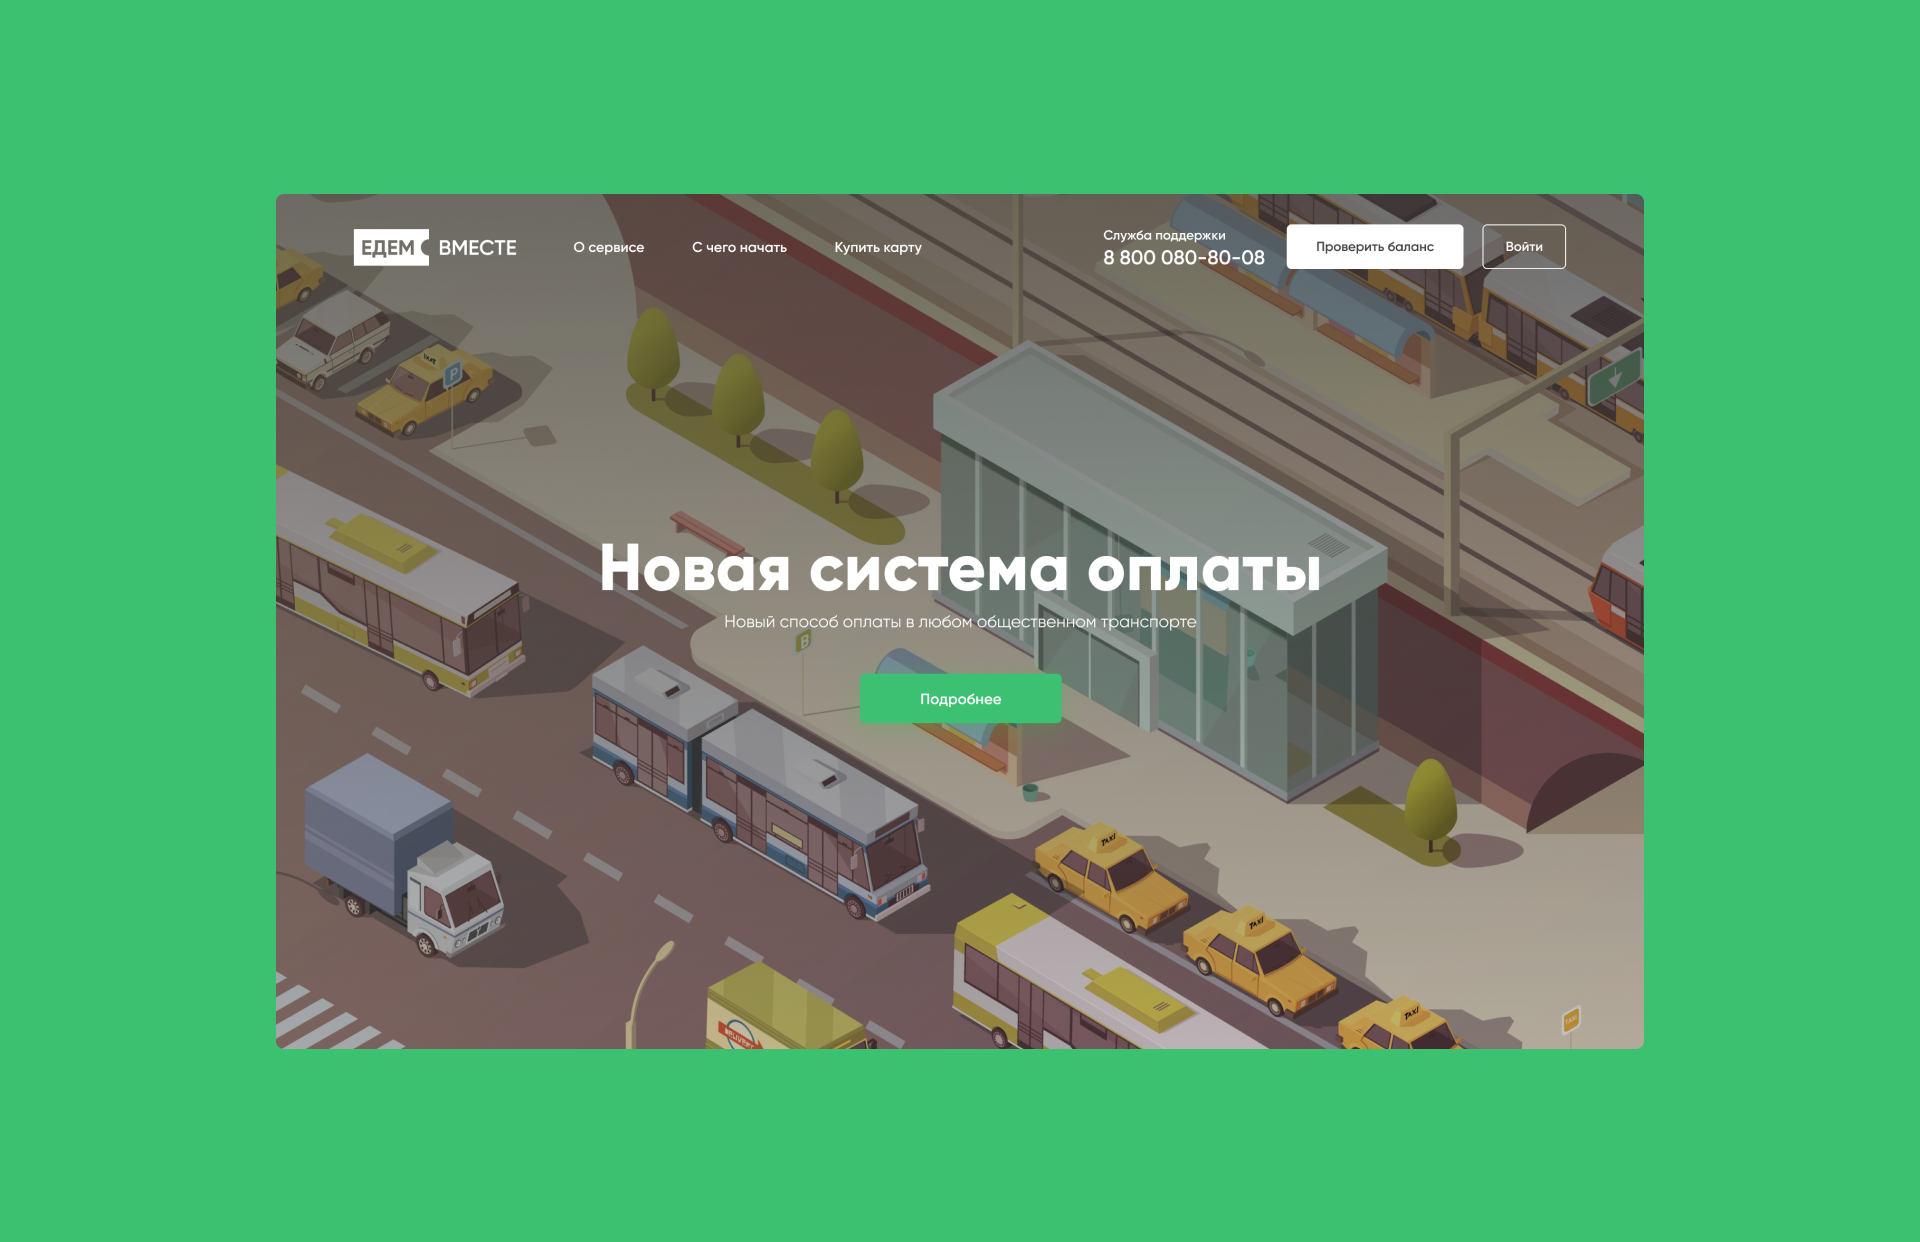 ЕДЕМ ВМЕСТЕ
О сервисе
С чего начать
Купить карту
Служба поддержки
8 800 080-80-08
Проверить баланс
Войти
TAXI
P
Новая система оплаты
Новый способ оплаты в любом общественном транспорте
B
Подробнее
TAXI
TAXI
TAXI
TAXI